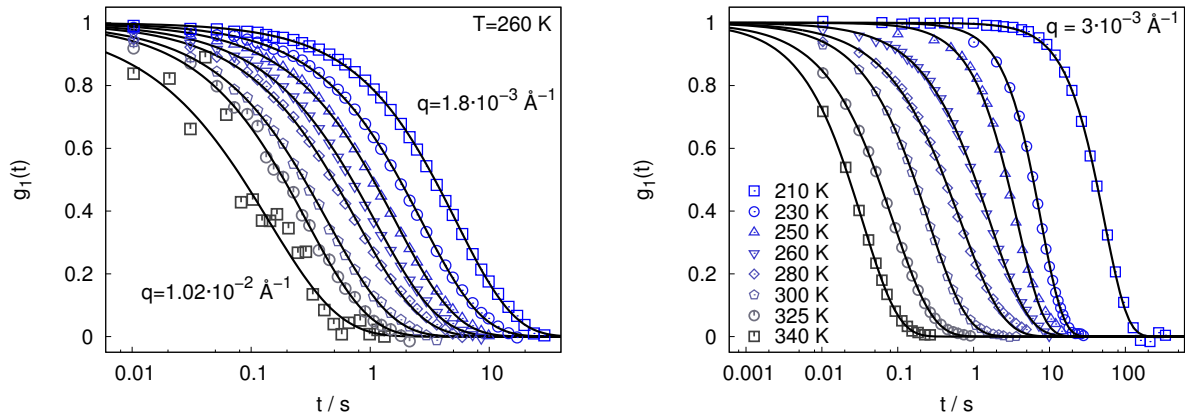 T=260 K
q=1.8·10⁻³ Å⁻¹
q=1.02·10⁻² Å⁻¹
g₁(t)
1
0.8
0.6
0.4
0.2
0
0.01
0.1
1
10
t / s
q = 3·10⁻³ Å⁻¹
g₁(t)
1
0.8
0.6
0.4
0.2
0
210 K
230 K
250 K
260 K
280 K
300 K
325 K
340 K
0.001
0.01
0.1
1
10
100
t / s